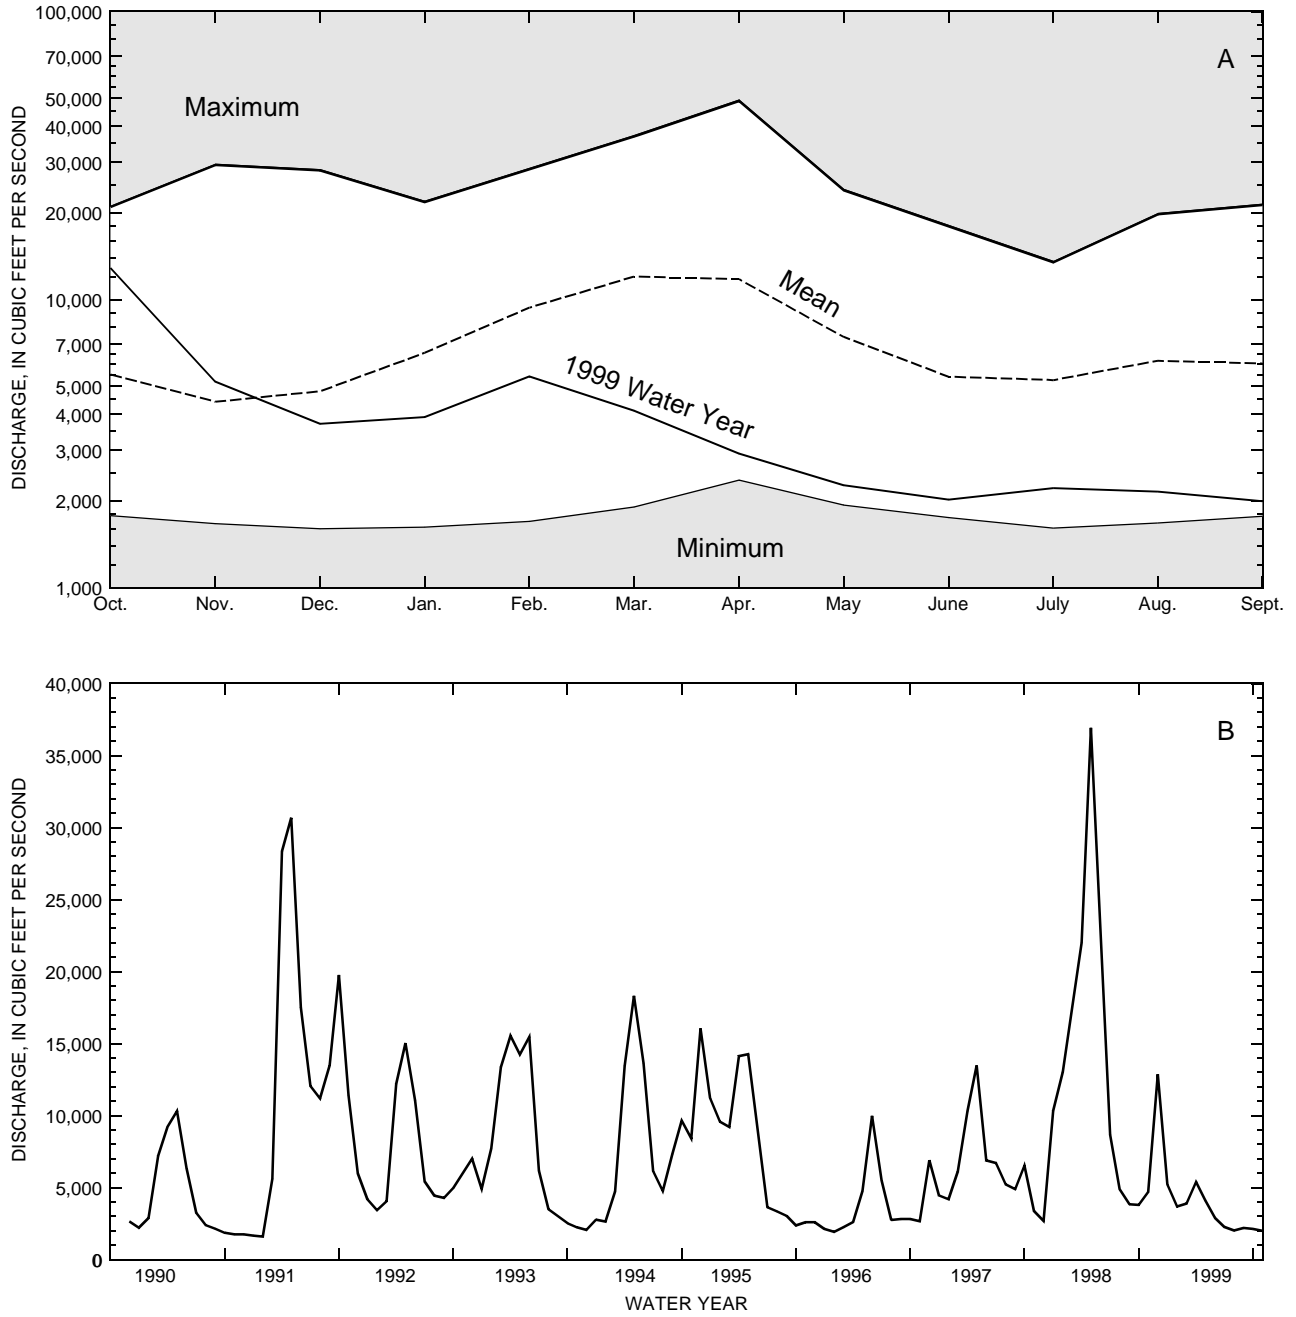 100,000
70,000
50,000
40,000
30,000
20,000
10,000
7,000
5,000
4,000
3,000
2,000
1,000
DISCHARGE, IN CUBIC FEET PER SECOND
A
Maximum
Mean
1999 Water Year
Minimum
Oct. Nov. Dec. Jan. Feb. Mar. Apr. May June July Aug. Sept.
40,000
35,000
30,000
25,000
20,000
15,000
10,000
5,000
0
DISCHARGE, IN CUBIC FEET PER SECOND
B
1990 1991 1992 1993 1994 1995 1996 1997 1998 1999
WATER YEAR